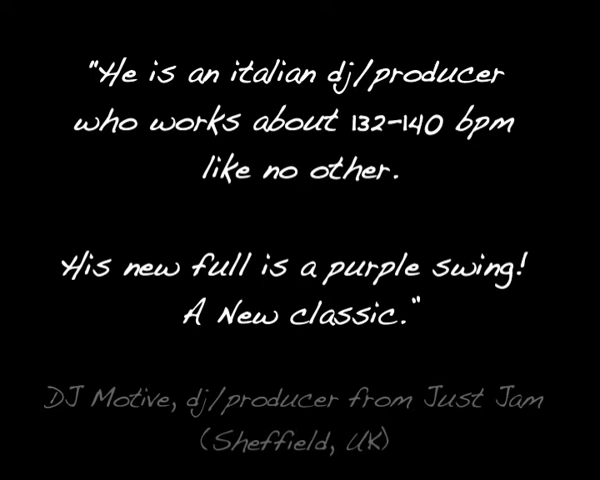 "He is an italian dj/producer
who works about 132-140 bpm
like no other.
His new full is a purple swing!
A New classic."
DJ Motive, dj/producer from Just Jam
(Sheffield, UK)